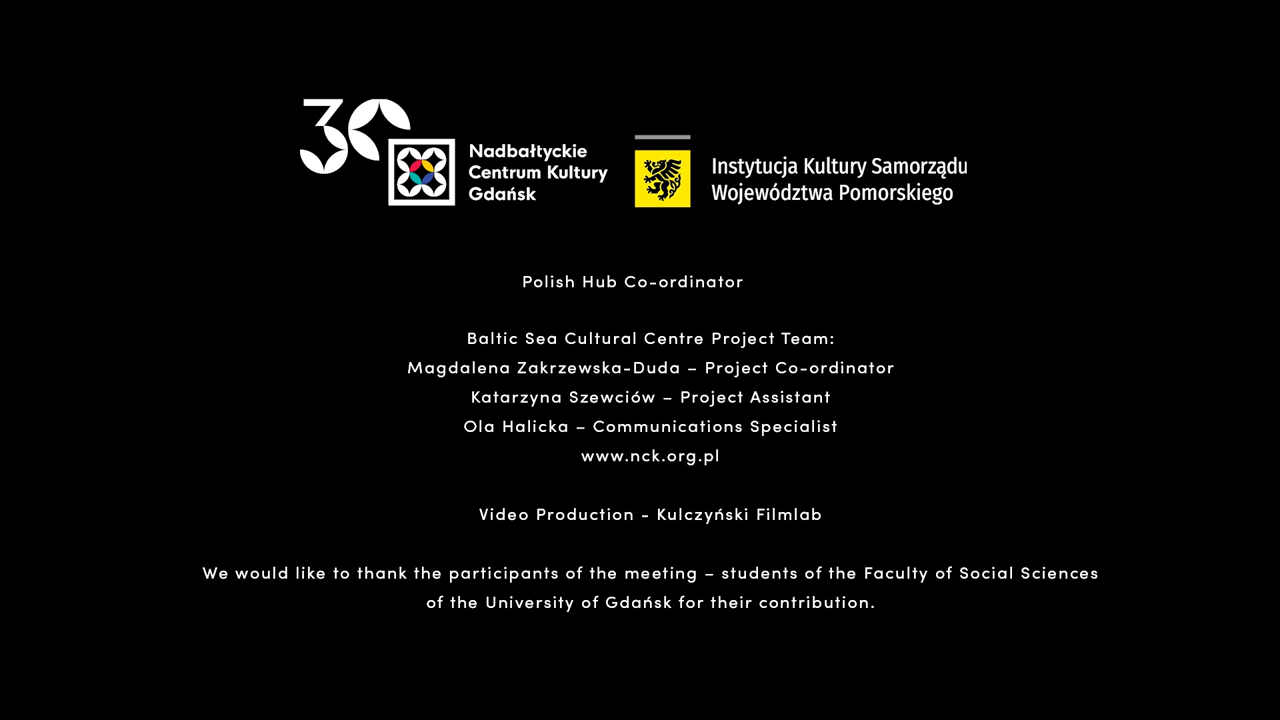 30
Nadbałtyckie
Centrum Kultury
Gdańsk
Instytucja Kultury Samorządu
Województwa Pomorskiego
Polish Hub Co-ordinator
Baltic Sea Cultural Centre Project Team:
Magdalena Zakrzewska-Duda – Project Co-ordinator
Katarzyna Szewciów – Project Assistant
Ola Halicka – Communications Specialist
www.nck.org.pl
Video Production - Kulczyński Filmlab
We would like to thank the participants of the meeting – students of the Faculty of Social Sciences
of the University of Gdańsk for their contribution.